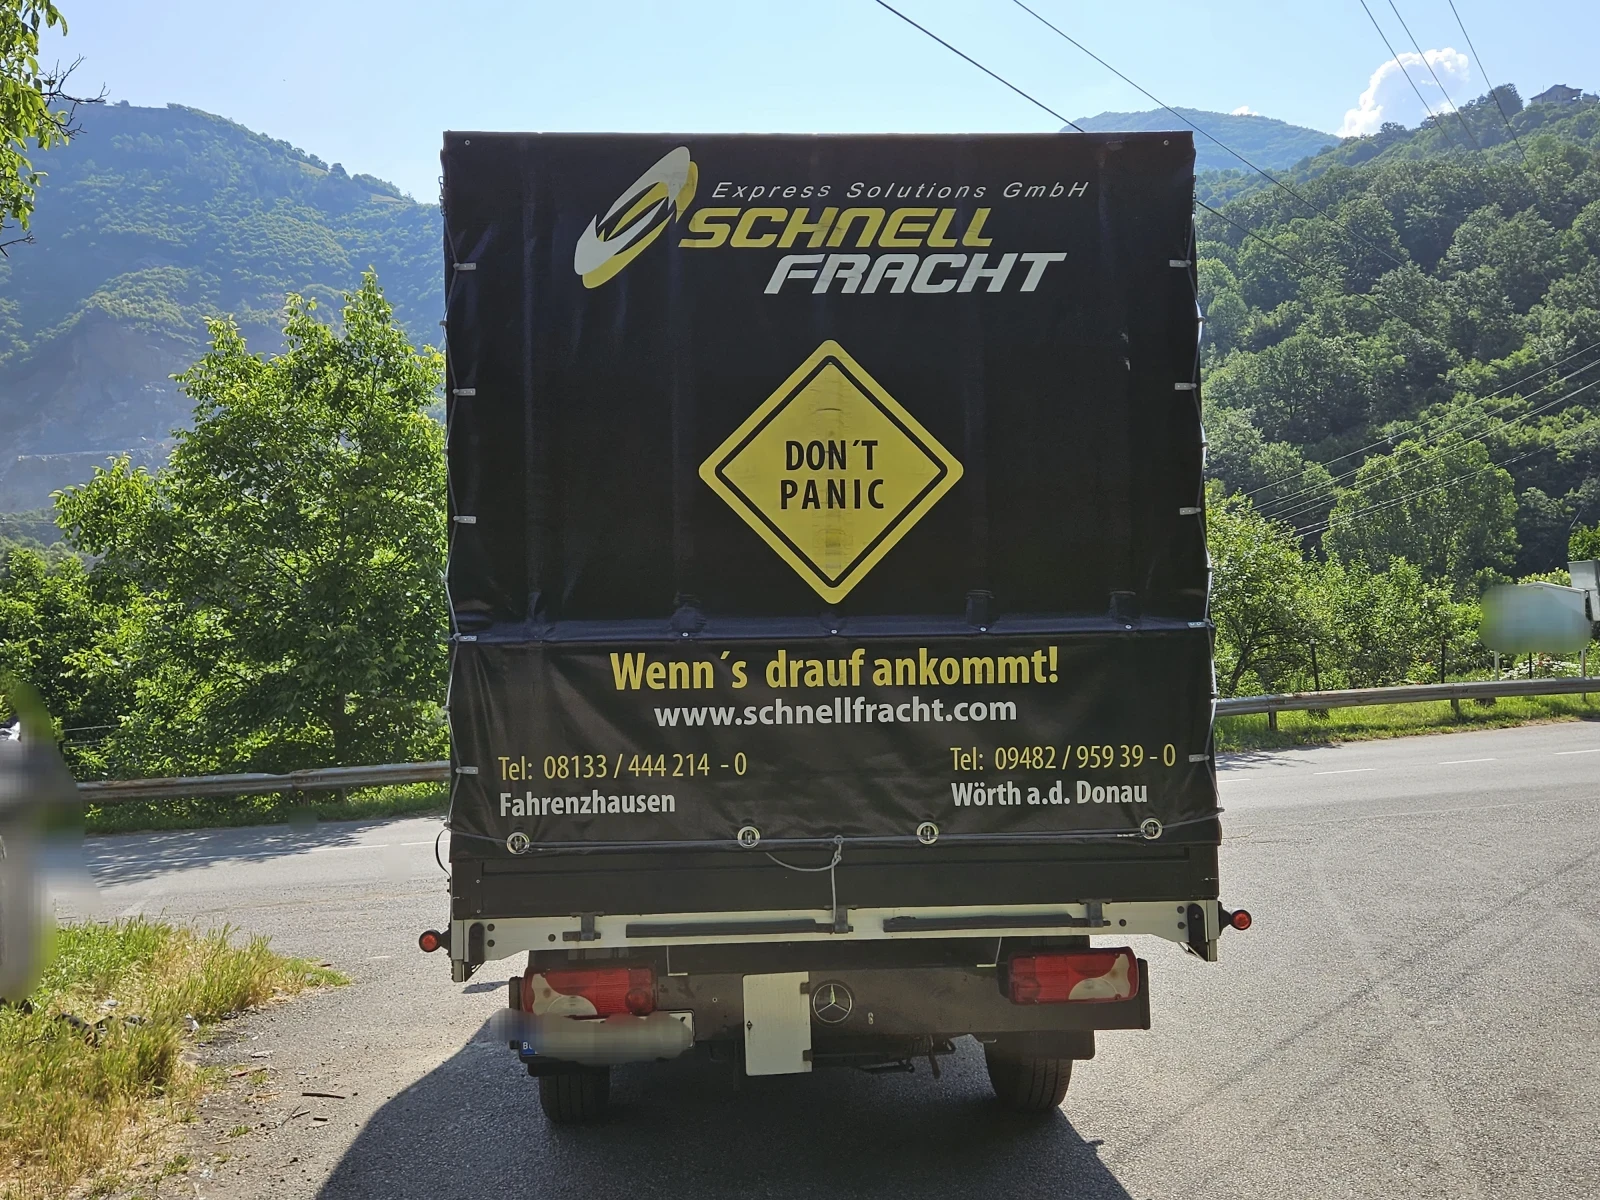 Express Solutions GmbH
SCHNELL
FRACHT
DON´T
PANIC
Wenn´s drauf ankommt!
www.schnellfracht.com
Tel: 08133 / 444 214 - 0
Fahrenzhausen
Tel: 09482 / 959 39 - 0
Wörth a.d. Donau